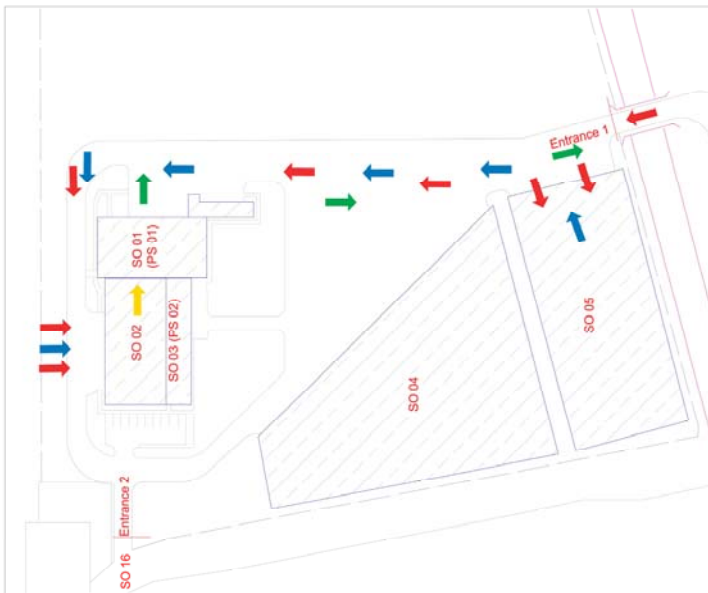 Entrance 1
SO 01
(PS 01)
SO 02
SO 03 (PS 02)
SO 04
SO 05
Entrance 2
SO 16